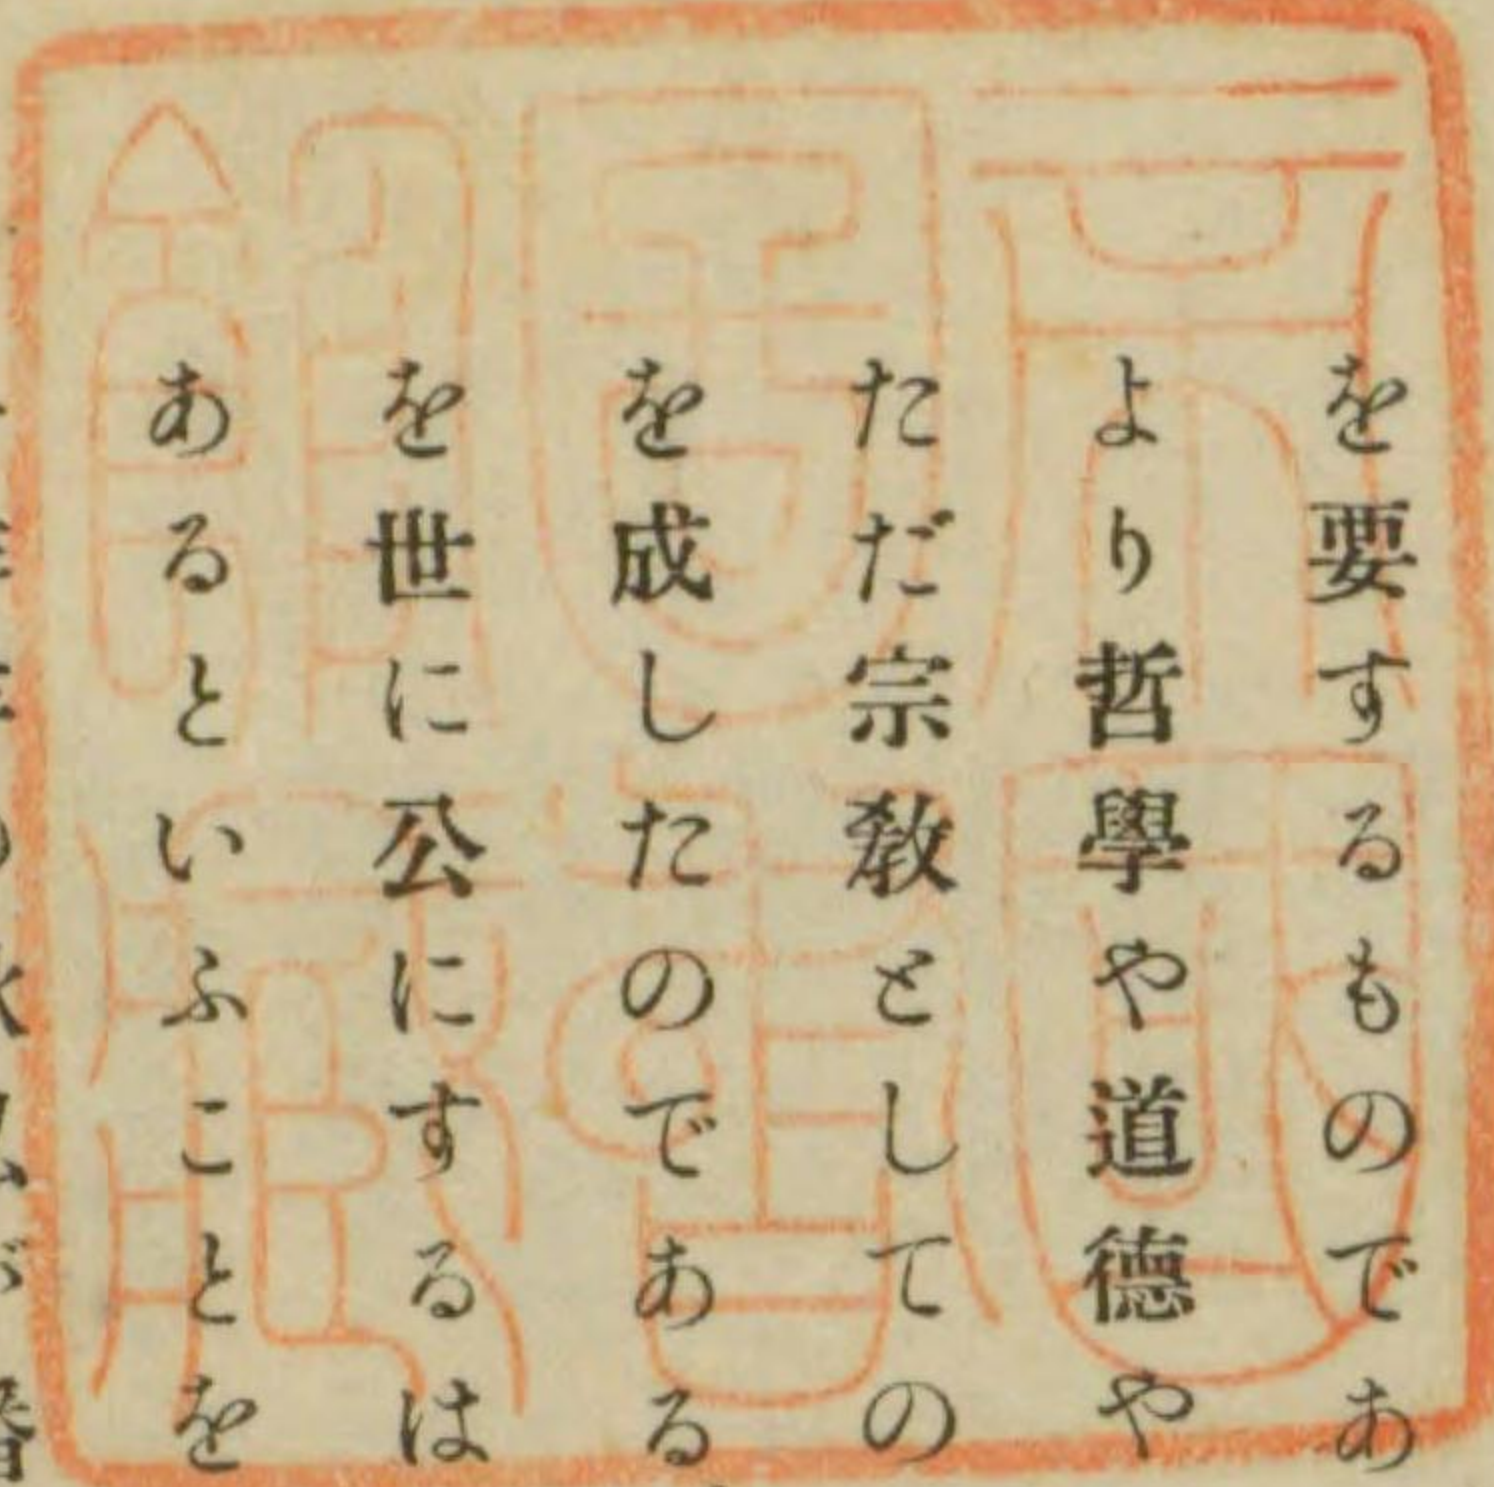 を要するものであ
より哲學や道德や
ただ宗敎としての
を成したのである
を世に公にするは
あるといふことを